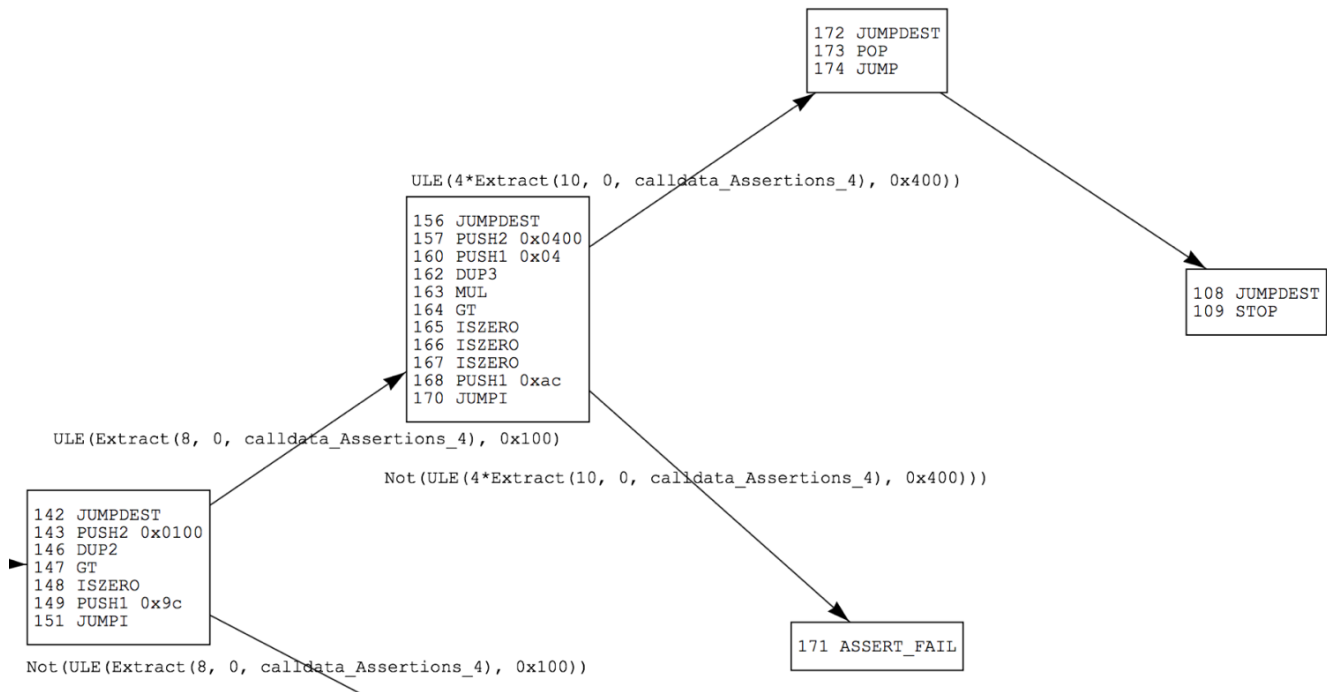 172 JUMPDEST
173 POP
174 JUMP
ULE(4*Extract(10, 0, calldata_Assertions_4), 0x400))
156 JUMPDEST
157 PUSH2 0x0400
160 PUSH1 0x04
162 DUP3
163 MUL
164 GT
165 ISZERO
166 ISZERO
167 ISZERO
168 PUSH1 0xac
170 JUMPI
108 JUMPDEST
109 STOP
ULE(Extract(8, 0, calldata_Assertions_4), 0x100)
Not(ULE(4*Extract(10, 0, calldata_Assertions_4), 0x400)))
142 JUMPDEST
143 PUSH2 0x0100
146 DUP2
147 GT
148 ISZERO
149 PUSH1 0x9c
151 JUMPI
171 ASSERT_FAIL
Not(ULE(Extract(8, 0, calldata_Assertions_4), 0x100))